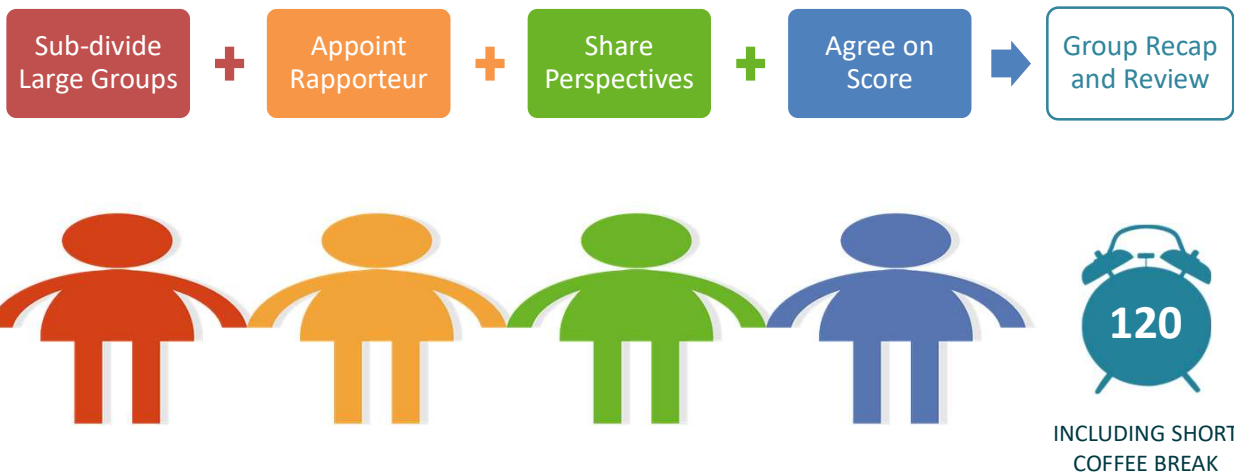 Sub-divide
Large Groups
Appoint
Rapporteur
Share
Perspectives
Agree on
Score
Group Recap
and Review
120
INCLUDING SHORT
COFFEE BREAK